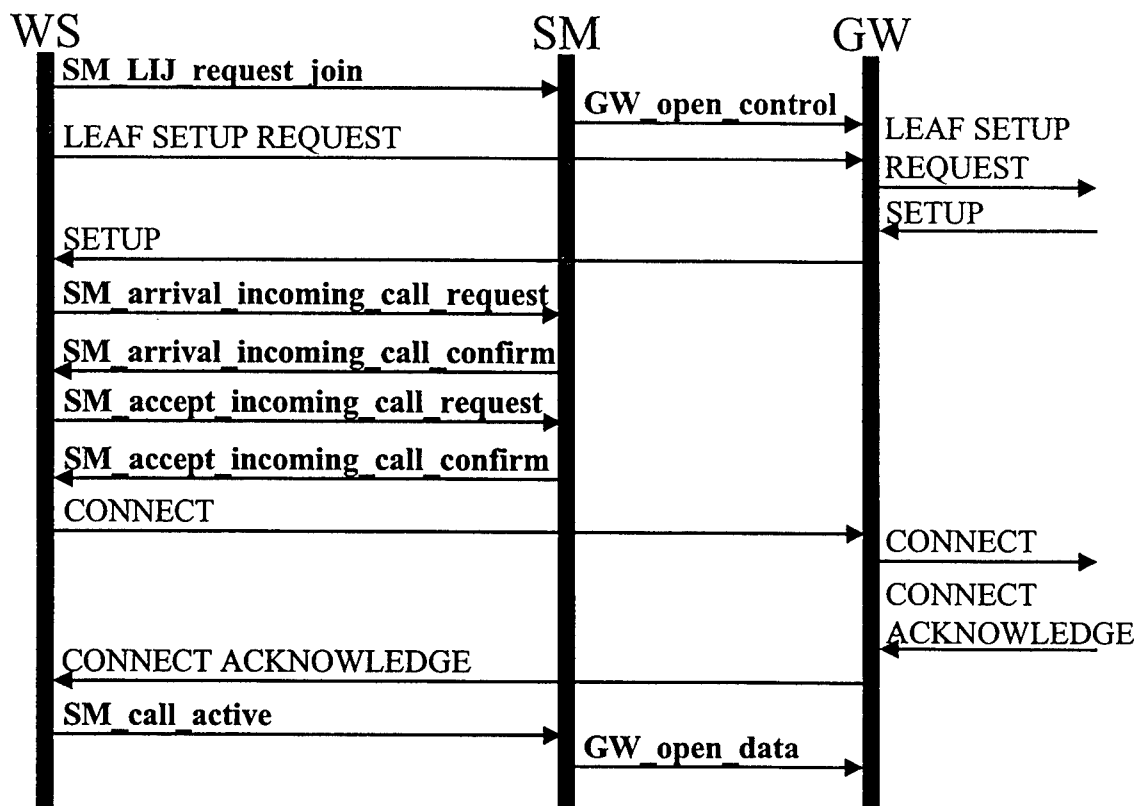 WS SM GW
SM_LIJ_request_join
GW_open_control
LEAF SETUP REQUEST
LEAF SETUP
REQUEST
SETUP
SETUP
SM_arrival_incoming_call_request
SM_arrival_incoming_call_confirm
SM_accept_incoming_call_request
SM_accept_incoming_call_confirm
CONNECT
CONNECT
CONNECT
ACKNOWLEDGE
CONNECT ACKNOWLEDGE
SM_call_active
GW_open_data